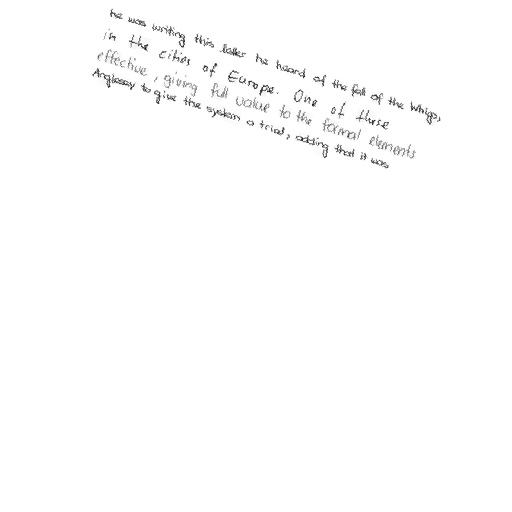 he was writing this letter he heard of the fall of the Whigs,
in the cities of Europe. One of these
effective, giving full value to the formal elements
Anglesey to give the system a trial, adding that it was